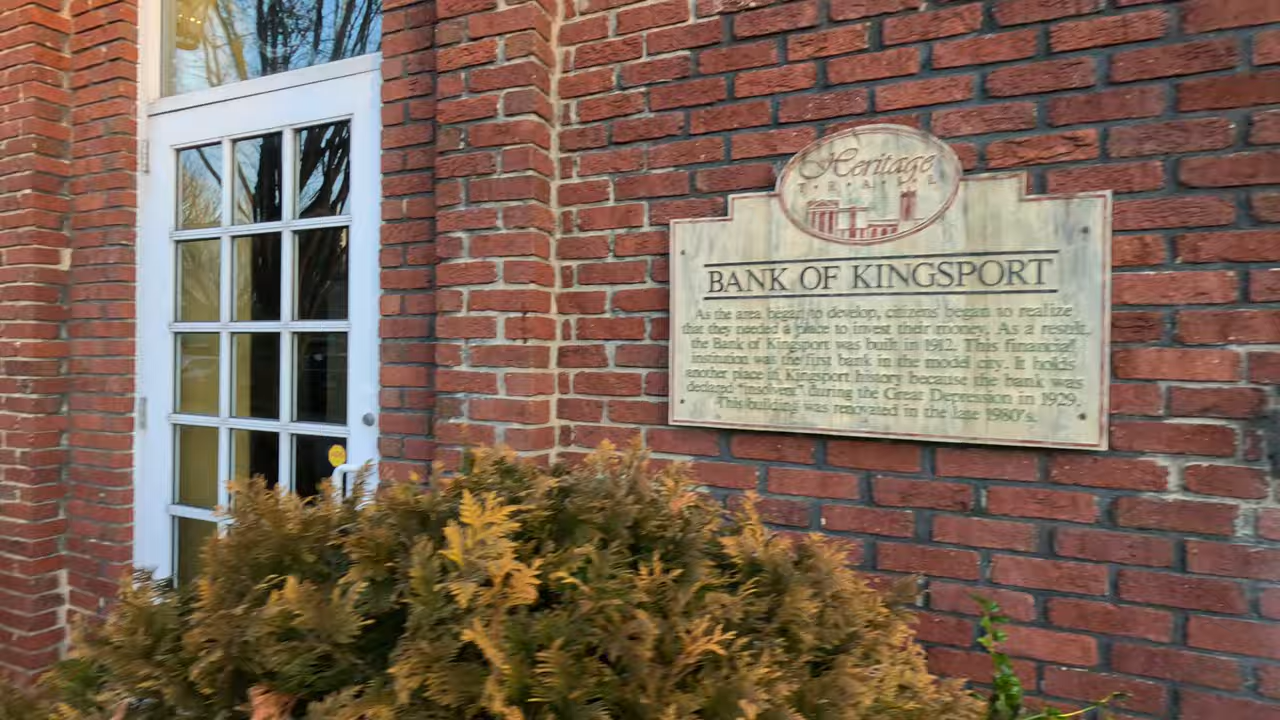 Heritage
TRAIL
BANK OF KINGSPORT
As the area began to develop, citizens began to realize
that they needed a place to invest their money. As a result,
the Bank of Kingsport was built in 1912. This financial
institution was the first bank in the model city. It holds
another place in Kingsport history because the bank was
declared "insolvent" during the Great Depression in 1929.
This building was renovated in the late 1980's.